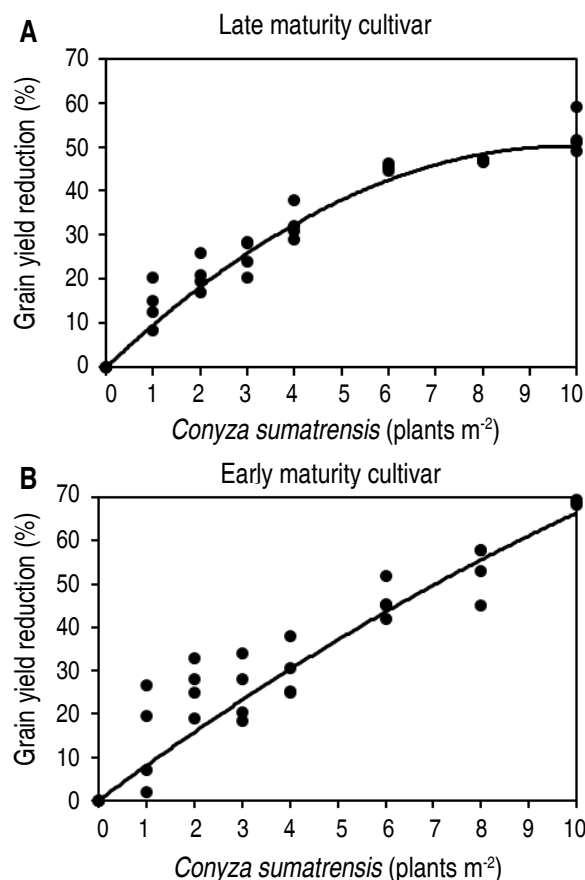 A
Late maturity cultivar
Grain yield reduction (%)
70
60
50
40
30
20
10
0
0 1 2 3 4 5 6 7 8 9 10
Conyza sumatrensis (plants m⁻²)
B
Early maturity cultivar
Grain yield reduction (%)
70
60
50
40
30
20
10
0
0 1 2 3 4 5 6 7 8 9 10
Conyza sumatrensis (plants m⁻²)